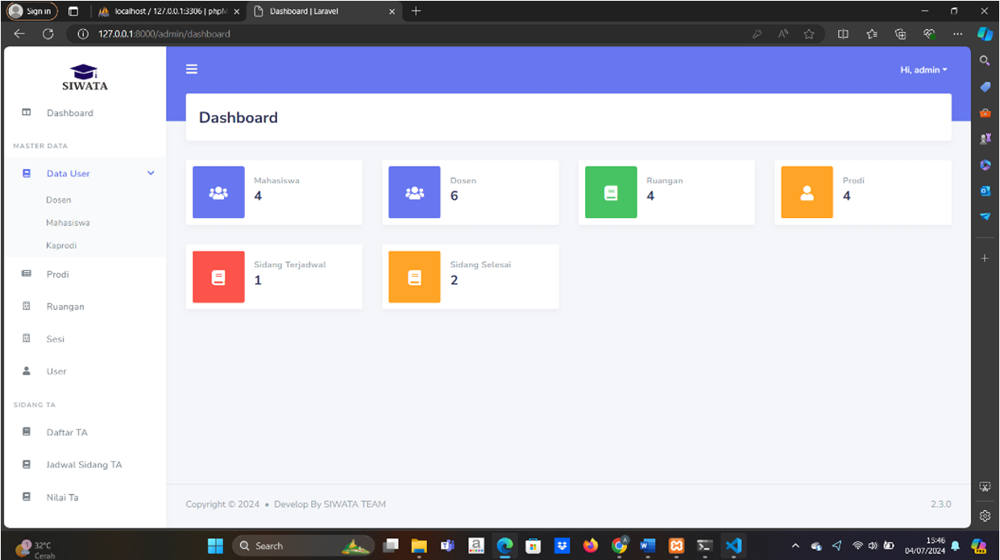 Sign in
localhost / 127.0.0.1:3306 | phpM
Dashboard | Laravel
127.0.0.1:8000/admin/dashboard
SIWATA
Dashboard
MASTER DATA
Data User
Dosen
Mahasiswa
Kaprodi
Prodi
Ruangan
Sesi
User
SIDANG TA
Daftar TA
Jadwal Sidang TA
Nilai Ta
Hi, admin
Dashboard
Mahasiswa
4
Dosen
6
Ruangan
4
Prodi
4
Sidang Terjadwal
1
Sidang Selesai
2
Copyright © 2024 • Develop By SIWATA TEAM
2.3.0
1
32°C
Cerah
Search
15:46
04/07/2024